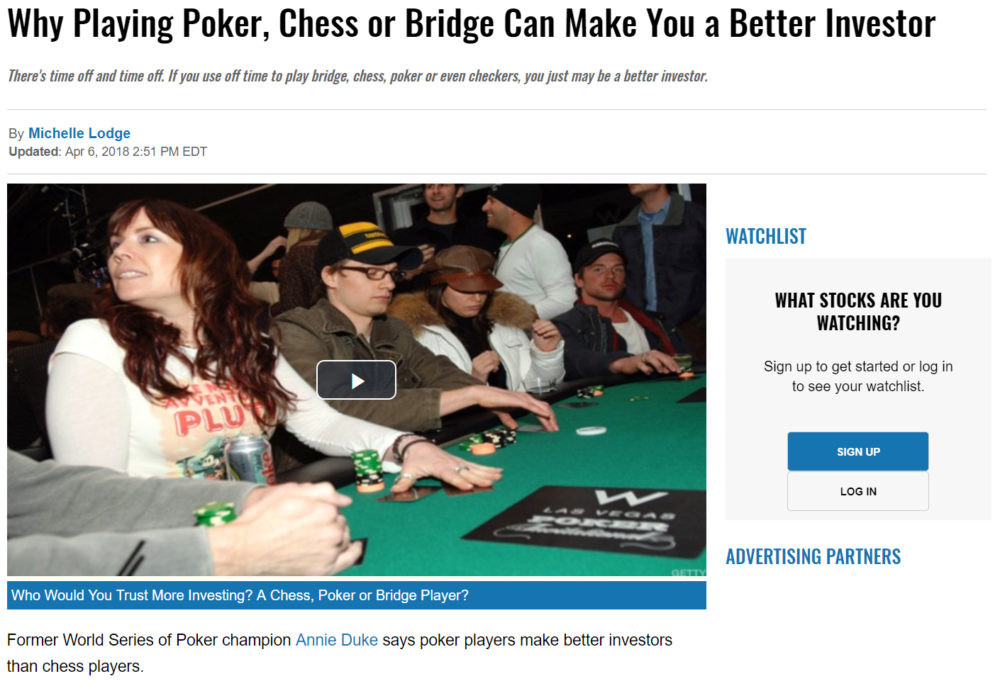 Why Playing Poker, Chess or Bridge Can Make You a Better Investor
There's time off and time off. If you use off time to play bridge, chess, poker or even checkers, you just may be a better investor.
By Michelle Lodge
Updated: Apr 6, 2018 2:51 PM EDT
AVVENT
PLU
W
LAS VEGAS
POKER
Invitational
GETTY
Who Would You Trust More Investing? A Chess, Poker or Bridge Player?
Former World Series of Poker champion Annie Duke says poker players make better investors
than chess players.
WATCHLIST
WHAT STOCKS ARE YOU
WATCHING?
Sign up to get started or log in
to see your watchlist.
SIGN UP
LOG IN
ADVERTISING PARTNERS